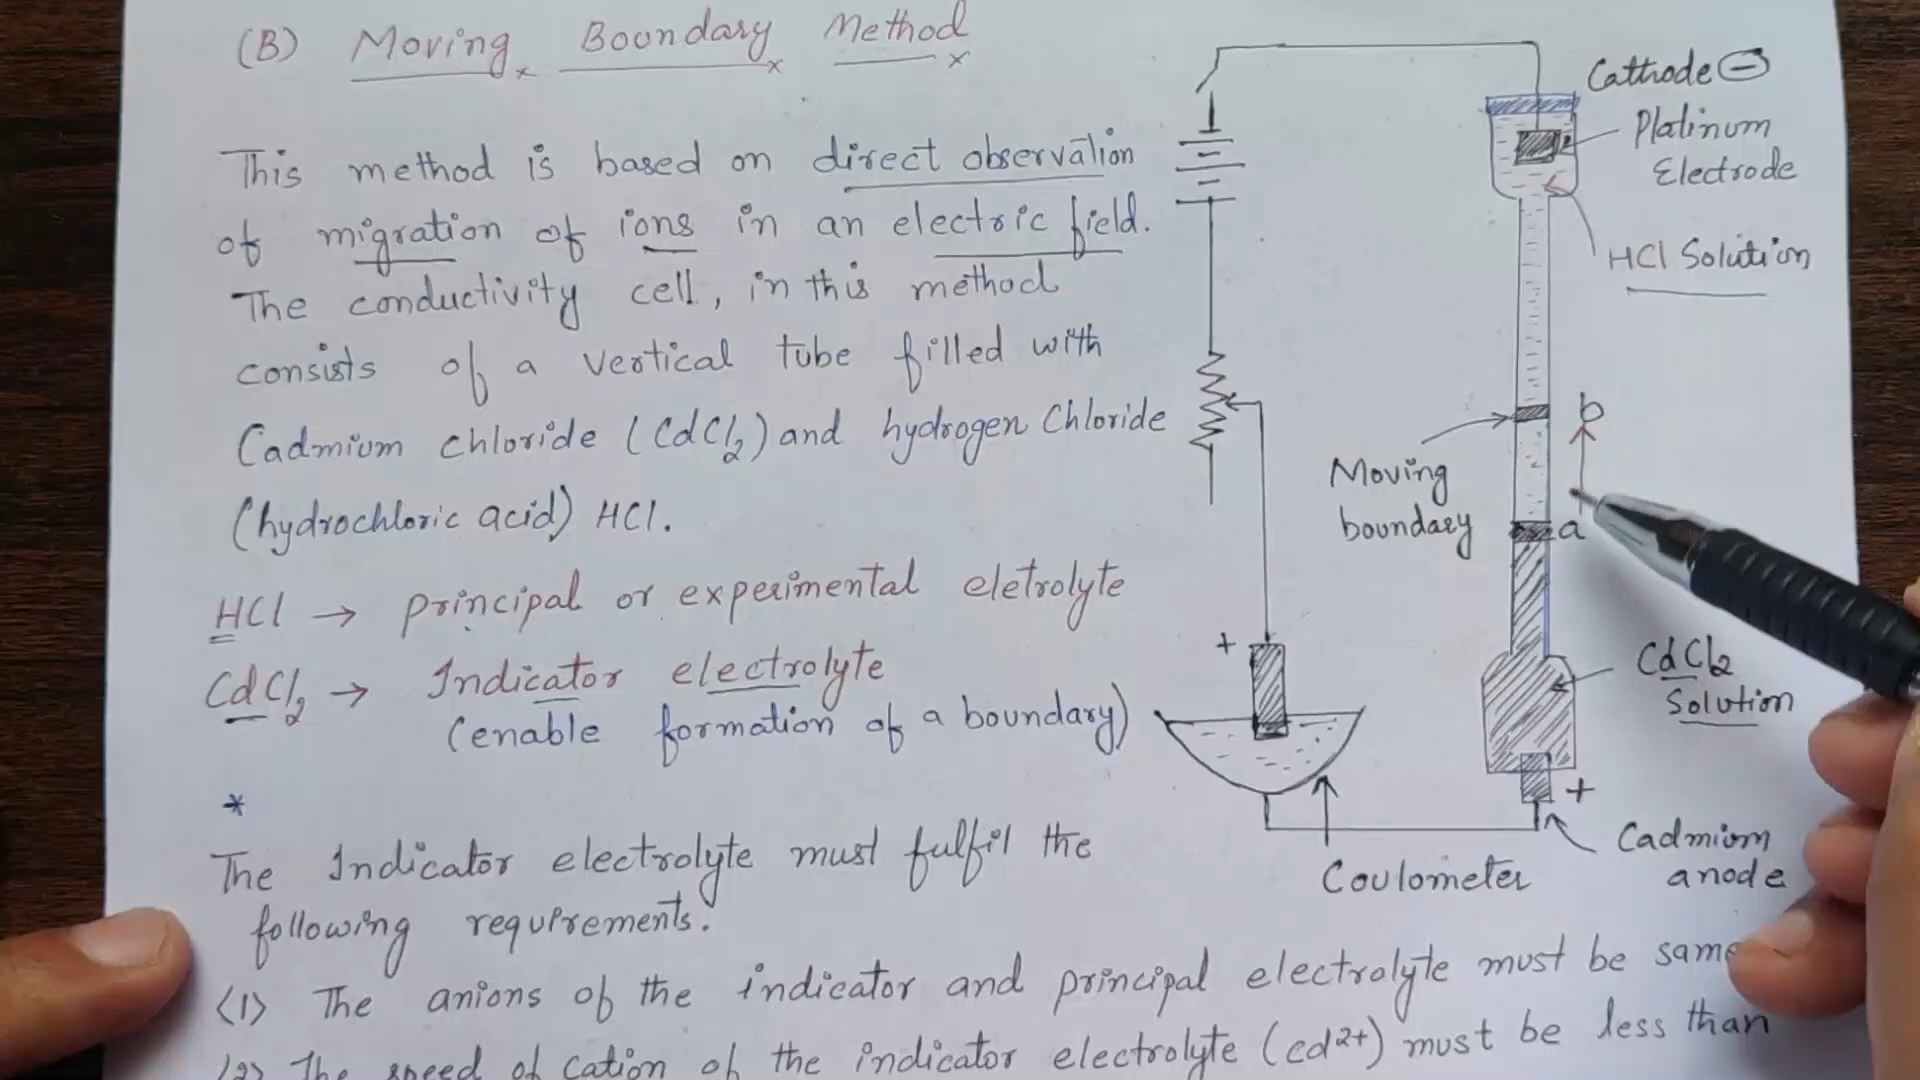 (B) Moving Boundary Method
This method is based on direct observation
of migration of ions in an electric field.
The conductivity cell, in this method
consists of a vertical tube filled with
Cadmium chloride (CdCl2) and hydrogen Chloride
(hydrochloric acid) HCl.
HCl → principal or experimental eletrolyte
CdCl2 → Indicator electrolyte
(enable formation of a boundary)
*
The Indicator electrolyte must fulfil the
following requirements.
(1) The anions of the indicator and principal electrolyte must be same
(2) The speed of cation of the indicator electrolyte (cd2+) must be less than
Cathode ⊖
Platinum
Electrode
HCl Solution
b
Moving
boundary
a
CdCl2
Solution
+
+
Cadmium
anode
Coulometer